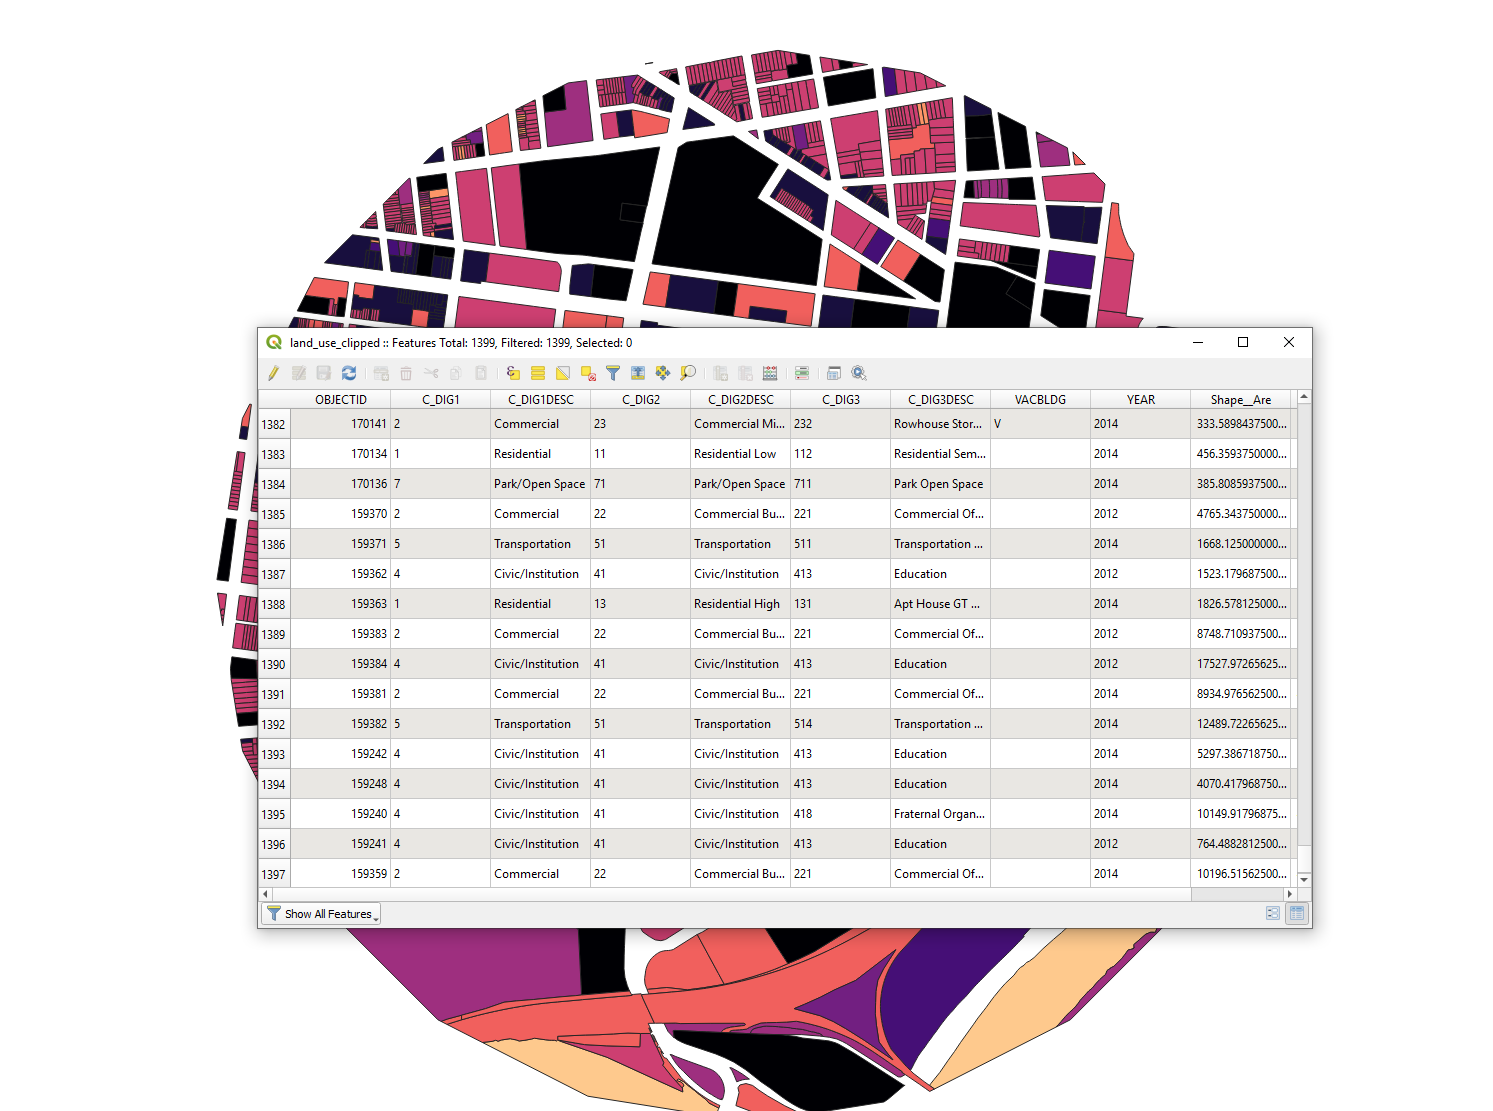 land_use_clipped :: Features Total: 1399, Filtered: 1399, Selected: 0
OBJECTID C_DIG1 C_DIG1DESC C_DIG2 C_DIG2DESC C_DIG3 C_DIG3DESC VACBLDG YEAR Shape__Are
1382 170141 2 Commercial 23 Commercial Mi... 232 Rowhouse Stor... V 2014 333.5898437500...
1383 170134 1 Residential 11 Residential Low 112 Residential Sem... 2014 456.3593750000...
1384 170136 7 Park/Open Space 71 Park/Open Space 711 Park Open Space 2014 385.8085937500...
1385 159370 2 Commercial 22 Commercial Bu... 221 Commercial Of... 2012 4765.343750000...
1386 159371 5 Transportation 51 Transportation 511 Transportation ... 2014 1668.125000000...
1387 159362 4 Civic/Institution 41 Civic/Institution 413 Education 2012 1523.179687500...
1388 159363 1 Residential 13 Residential High 131 Apt House GT ... 2014 1826.578125000...
1389 159383 2 Commercial 22 Commercial Bu... 221 Commercial Of... 2012 8748.710937500...
1390 159384 4 Civic/Institution 41 Civic/Institution 413 Education 2012 17527.97265625...
1391 159381 2 Commercial 22 Commercial Bu... 221 Commercial Of... 2014 8934.976562500...
1392 159382 5 Transportation 51 Transportation 514 Transportation ... 2014 12489.72265625...
1393 159242 4 Civic/Institution 41 Civic/Institution 413 Education 2014 5297.386718750...
1394 159248 4 Civic/Institution 41 Civic/Institution 413 Education 2014 4070.417968750...
1395 159240 4 Civic/Institution 41 Civic/Institution 418 Fraternal Organ... 2014 10149.91796875...
1396 159241 4 Civic/Institution 41 Civic/Institution 413 Education 2012 764.4882812500...
1397 159359 2 Commercial 22 Commercial Bu... 221 Commercial Of... 2014 10196.51562500...
Show All Features